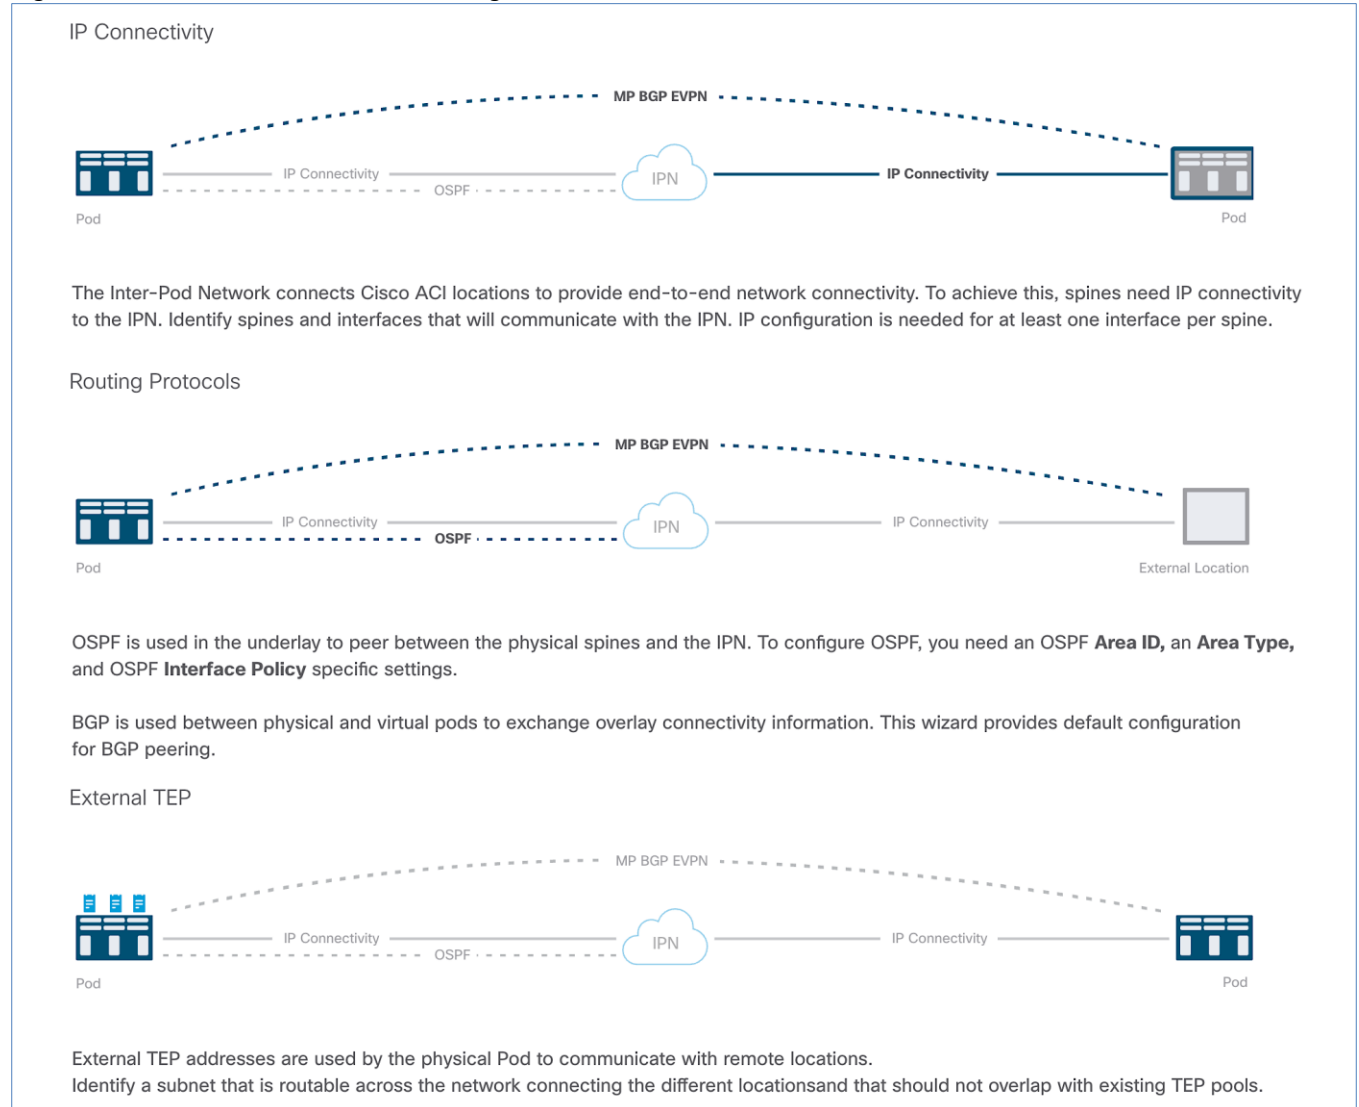 IP Connectivity
MP BGP EVPN
IP Connectivity
IPN
IP Connectivity
OSPF
Pod
Pod
The Inter-Pod Network connects Cisco ACI locations to provide end-to-end network connectivity. To achieve this, spines need IP connectivity
to the IPN. Identify spines and interfaces that will communicate with the IPN. IP configuration is needed for at least one interface per spine.
Routing Protocols
MP BGP EVPN
IP Connectivity
IPN
IP Connectivity
OSPF
Pod
External Location
OSPF is used in the underlay to peer between the physical spines and the IPN. To configure OSPF, you need an OSPF Area ID, an Area Type,
and OSPF Interface Policy specific settings.
BGP is used between physical and virtual pods to exchange overlay connectivity information. This wizard provides default configuration
for BGP peering.
External TEP
MP BGP EVPN
IP Connectivity
IPN
IP Connectivity
OSPF
Pod
Pod
External TEP addresses are used by the physical Pod to communicate with remote locations.
Identify a subnet that is routable across the network connecting the different locationsand that should not overlap with existing TEP pools.